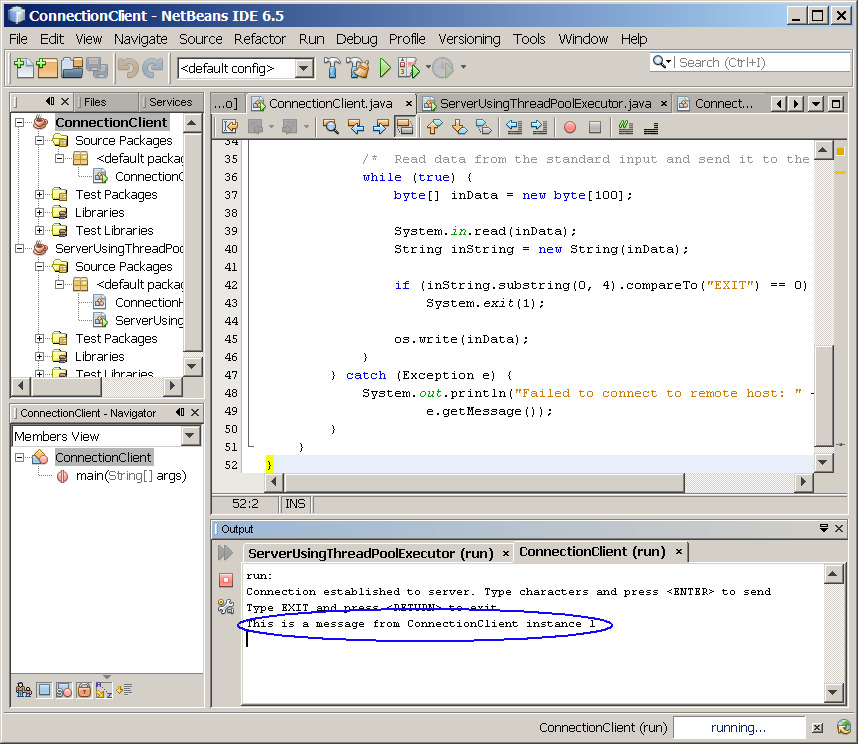 ConnectionClient - NetBeans IDE 6.5
File Edit View Navigate Source Refactor Run Debug Profile Versioning Tools Window Help
<default config>
Search (Ctrl+I)
Files Services
...o] ConnectionClient.java × ServerUsingThreadPoolExecutor.java × Connect...
ConnectionClient
Source Packages
<default packa
ConnectionC
Test Packages
Libraries
Test Libraries
ServerUsingThreadPoo
Source Packages
<default packa
ConnectionH
ServerUsing
Test Packages
Libraries
Test Libraries
34
35 /* Read data from the standard input and send it to the
36 while (true) {
37 byte[] inData = new byte[100];
38
39 System.in.read(inData);
40 String inString = new String(inData);
41
42 if (inString.substring(0, 4).compareTo("EXIT") == 0)
43 System.exit(1);
44
45 os.write(inData);
46 }
47 } catch (Exception e) {
48 System.out.println("Failed to connect to remote host: " +
49 e.getMessage());
50 }
51 }
52 }
52:2 INS
ConnectionClient - Navigator
Members View
ConnectionClient
main(String[] args)
Output
ServerUsingThreadPoolExecutor (run) × ConnectionClient (run) ×
run:
Connection established to server. Type characters and press <ENTER> to send
Type EXIT and press <RETURN> to exit
This is a message from ConnectionClient instance 1
ConnectionClient (run) running...